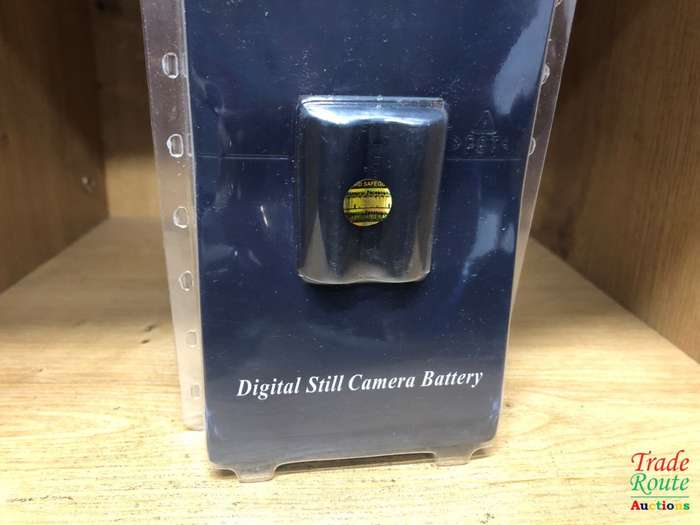 Digital Still Camera Battery
Trade
Route
Auctions